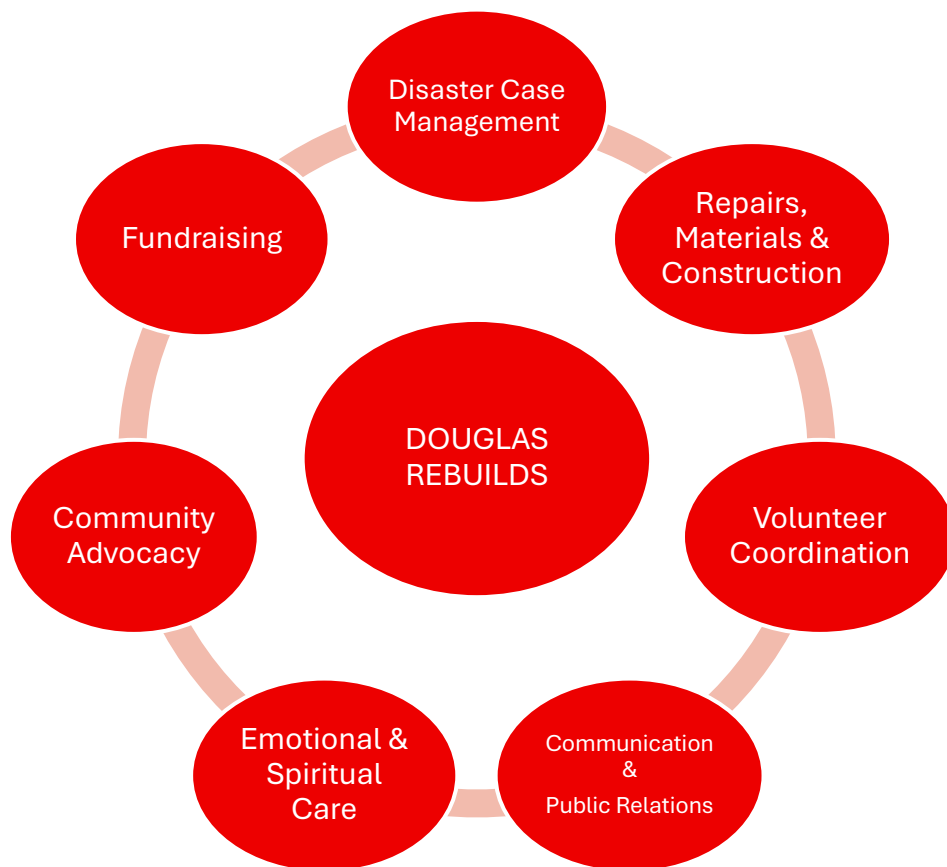 Disaster Case
Management
Repairs,
Materials &
Construction
Volunteer
Coordination
Communication
&
Public Relations
Emotional &
Spiritual
Care
Community
Advocacy
Fundraising
DOUGLAS
REBUILDS